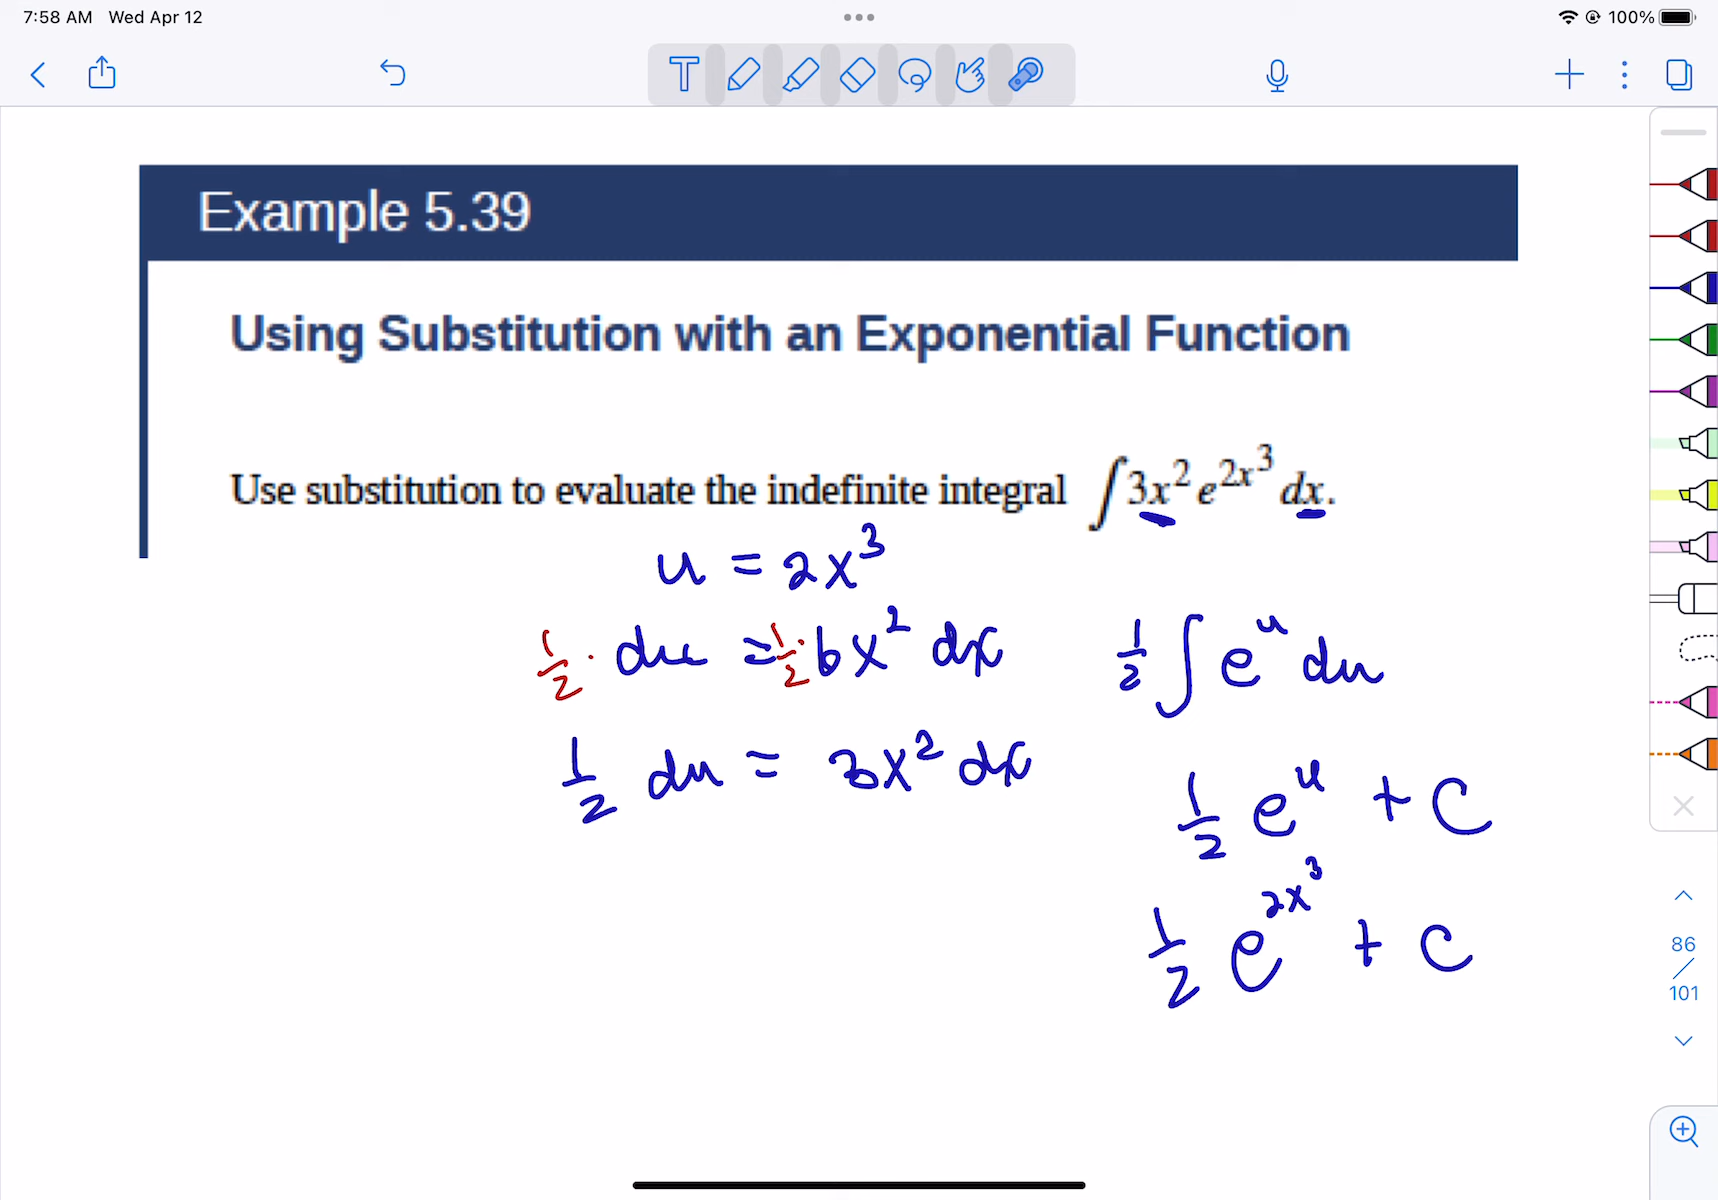 7:58 AM Wed Apr 12
100%
T
Example 5.39
Using Substitution with an Exponential Function
Use substitution to evaluate the indefinite integral ∫ 3x² e^{2x³} dx.
u = 2x³
½ · du = ½ · 6x² dx
½ ∫ e^u du
½ du = 3x² dx
½ e^u + C
½ e^{2x³} + C
86
/
101